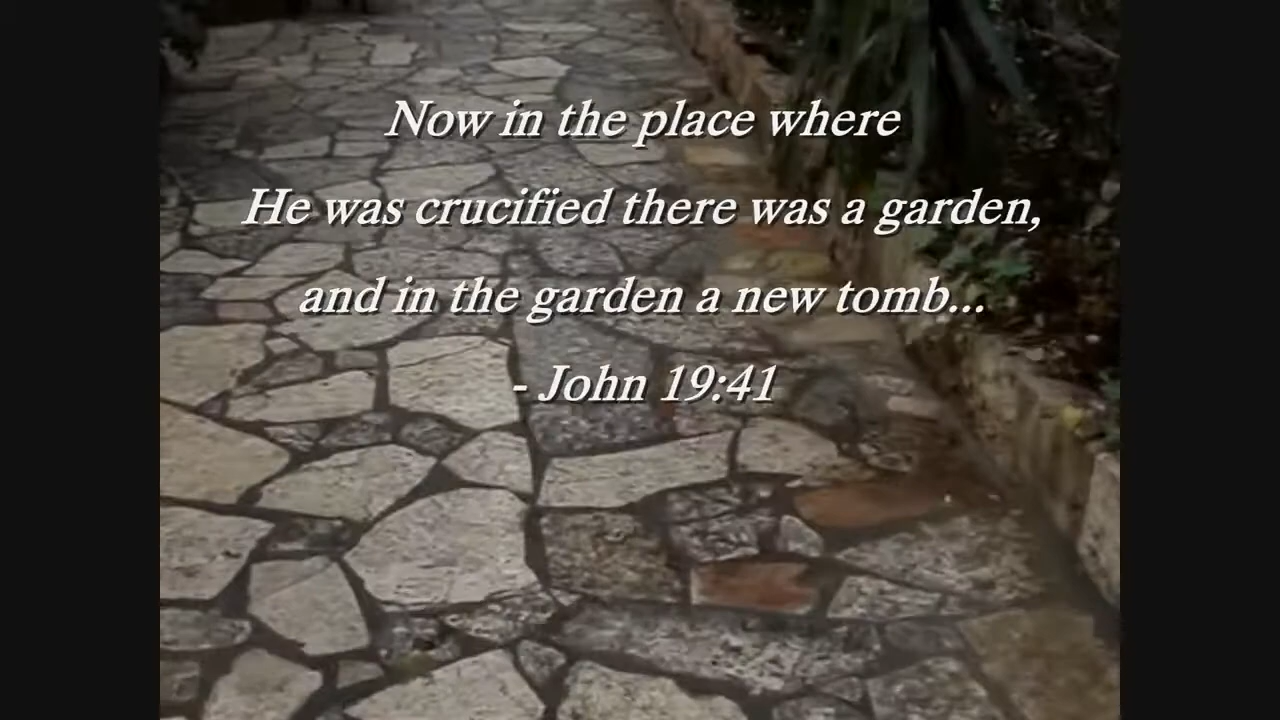 Now in the place where
He was crucified there was a garden,
and in the garden a new tomb...
- John 19:41